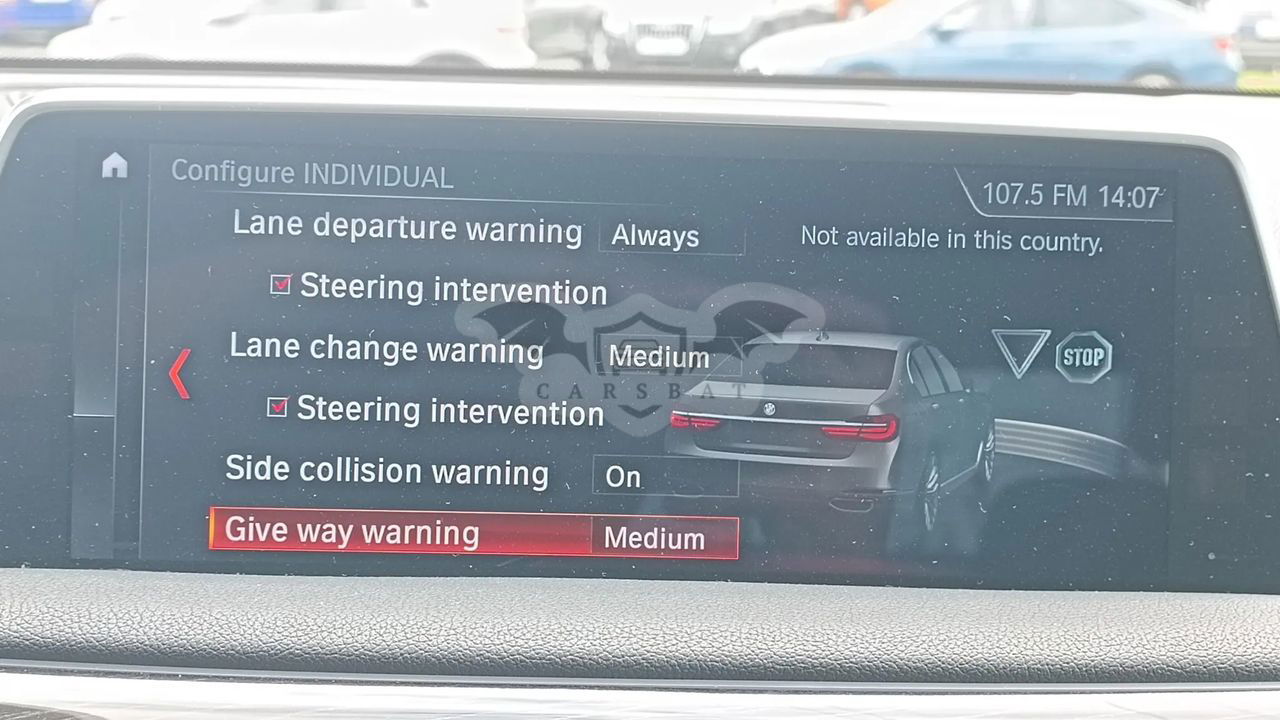 Configure INDIVIDUAL
107.5 FM 14:07
Lane departure warning Always
Not available in this country.
Steering intervention
Lane change warning Medium
STOP
CARSBAT
Steering intervention
Side collision warning On
Give way warning Medium